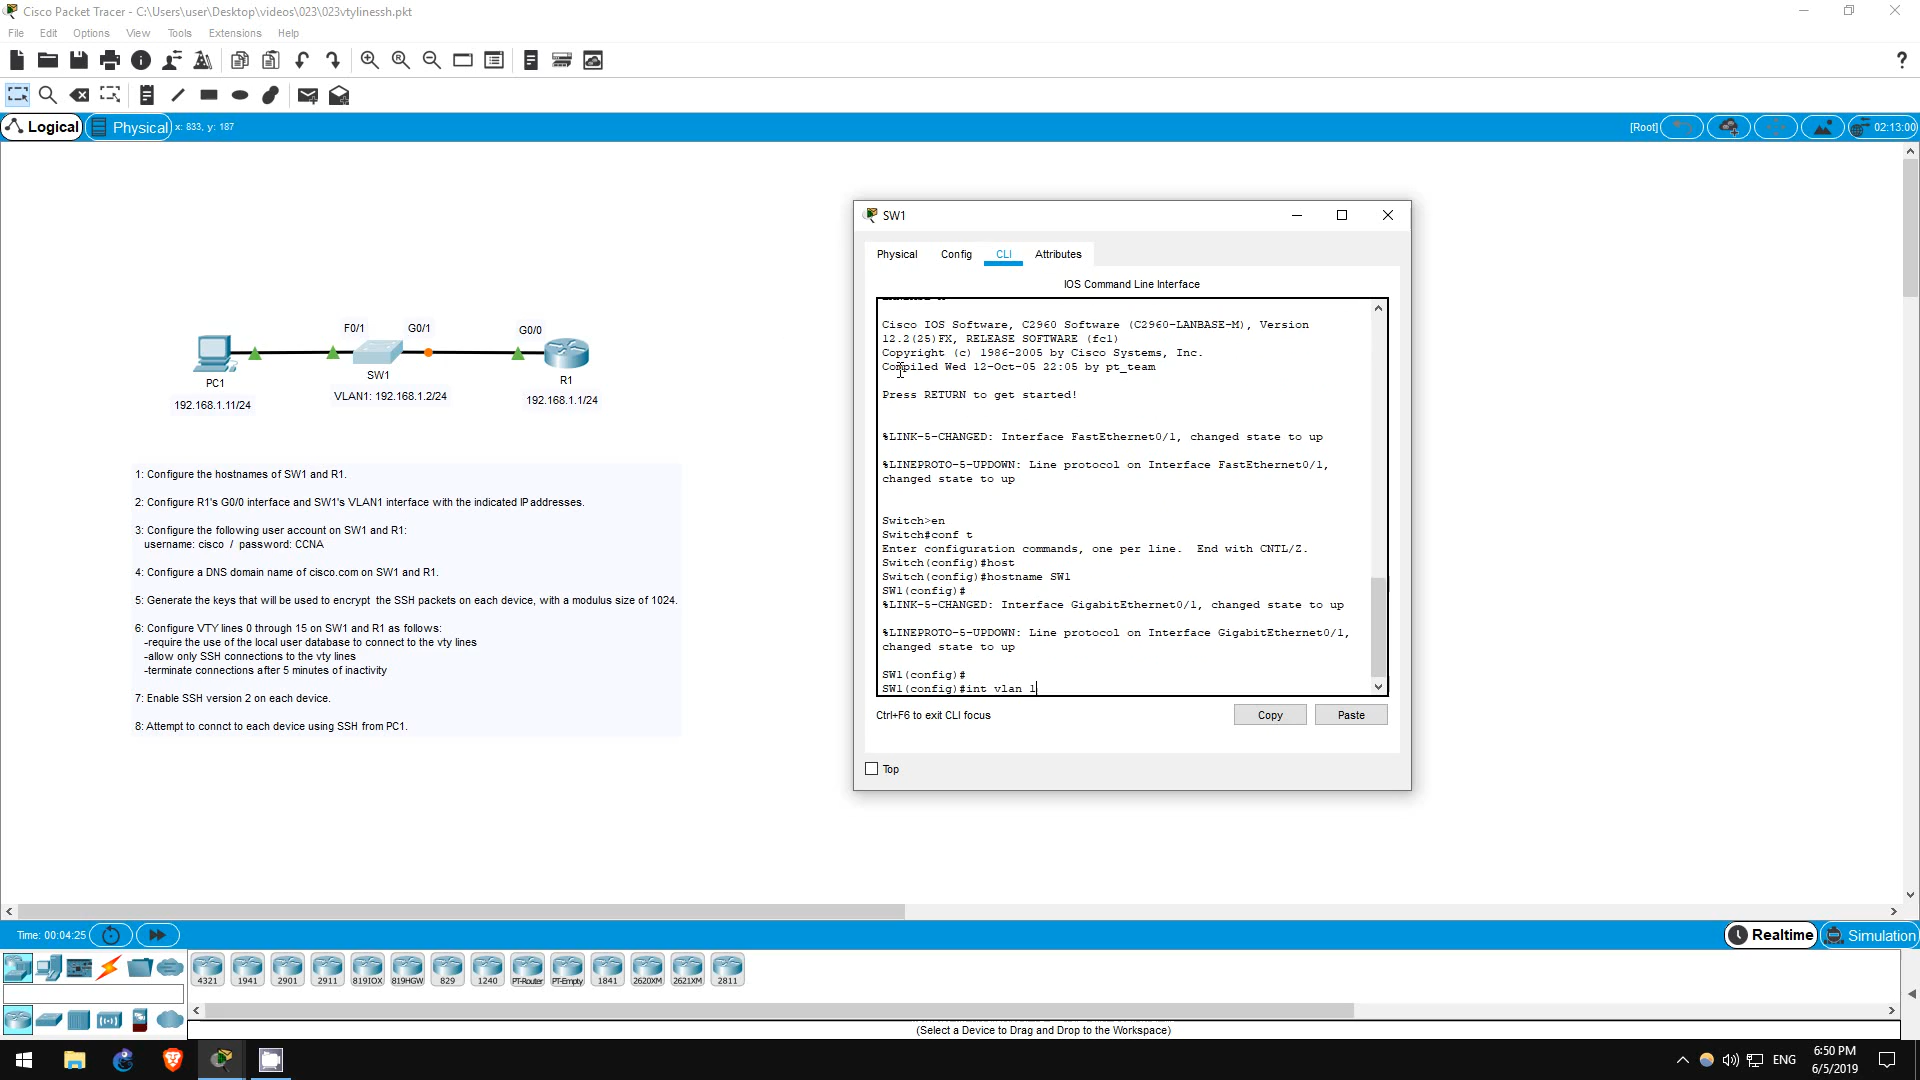 Cisco Packet Tracer - C:\Users\user\Desktop\videos\023\023vtylinessh.pkt
File Edit Options View Tools Extensions Help
Logical Physical x: 833, y: 187 [Root] 02:13:00
SW1
Physical Config CLI Attributes
IOS Command Line Interface
Cisco IOS Software, C2960 Software (C2960-LANBASE-M), Version
12.2(25)FX, RELEASE SOFTWARE (fc1)
Copyright (c) 1986-2005 by Cisco Systems, Inc.
Compiled Wed 12-Oct-05 22:05 by pt_team
Press RETURN to get started!
%LINK-5-CHANGED: Interface FastEthernet0/1, changed state to up
%LINEPROTO-5-UPDOWN: Line protocol on Interface FastEthernet0/1,
changed state to up
Switch>en
Switch#conf t
Enter configuration commands, one per line. End with CNTL/Z.
Switch(config)#host
Switch(config)#hostname SW1
SW1(config)#
%LINK-5-CHANGED: Interface GigabitEthernet0/1, changed state to up
%LINEPROTO-5-UPDOWN: Line protocol on Interface GigabitEthernet0/1,
changed state to up
SW1(config)#
SW1(config)#int vlan 1
Ctrl+F6 to exit CLI focus
Copy Paste
Top
F0/1 G0/1 G0/0
PC1 SW1 R1
192.168.1.11/24 VLAN1: 192.168.1.2/24 192.168.1.1/24
1: Configure the hostnames of SW1 and R1.
2: Configure R1's G0/0 interface and SW1's VLAN1 interface with the indicated IP addresses.
3: Configure the following user account on SW1 and R1:
username: cisco / password: CCNA
4: Configure a DNS domain name of cisco.com on SW1 and R1.
5: Generate the keys that will be used to encrypt the SSH packets on each device, with a modulus size of 1024.
6: Configure VTY lines 0 through 15 on SW1 and R1 as follows:
-require the use of the local user database to connect to the vty lines
-allow only SSH connections to the vty lines
-terminate connections after 5 minutes of inactivity
7: Enable SSH version 2 on each device.
8: Attempt to connct to each device using SSH from PC1.
Time: 00:04:25 Realtime Simulation
4321 1941 2901 2911 819IOX 819HGW 829 1240 PT-Router PT-Empty 1841 2620XM 2621XM 2811
(Select a Device to Drag and Drop to the Workspace)
ENG
6:50 PM
6/5/2019